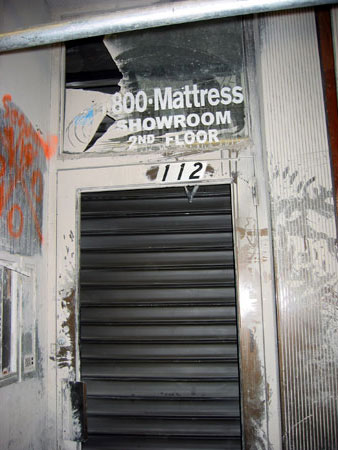 800-Mattress
SHOWROOM
2ND FLOOR
112